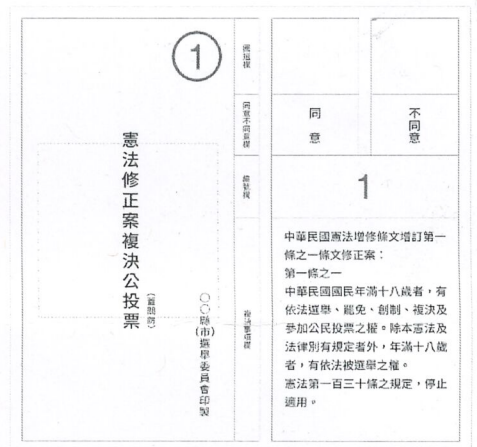 1
憲法修正案複決公投票
○○縣(市)選舉委員會印製
圈選欄
同意不同意欄
編號欄
複決事項欄
同意
不同意
1
中華民國憲法增修條文增訂第一
條之一條文修正案：
第一條之一
中華民國國民年滿十八歲者，有
依法選舉、罷免、創制、複決及
參加公民投票之權。除本憲法及
法律別有規定者外，年滿十八歲
者，有依法被選舉之權。
憲法第一百三十條之規定，停止
適用。